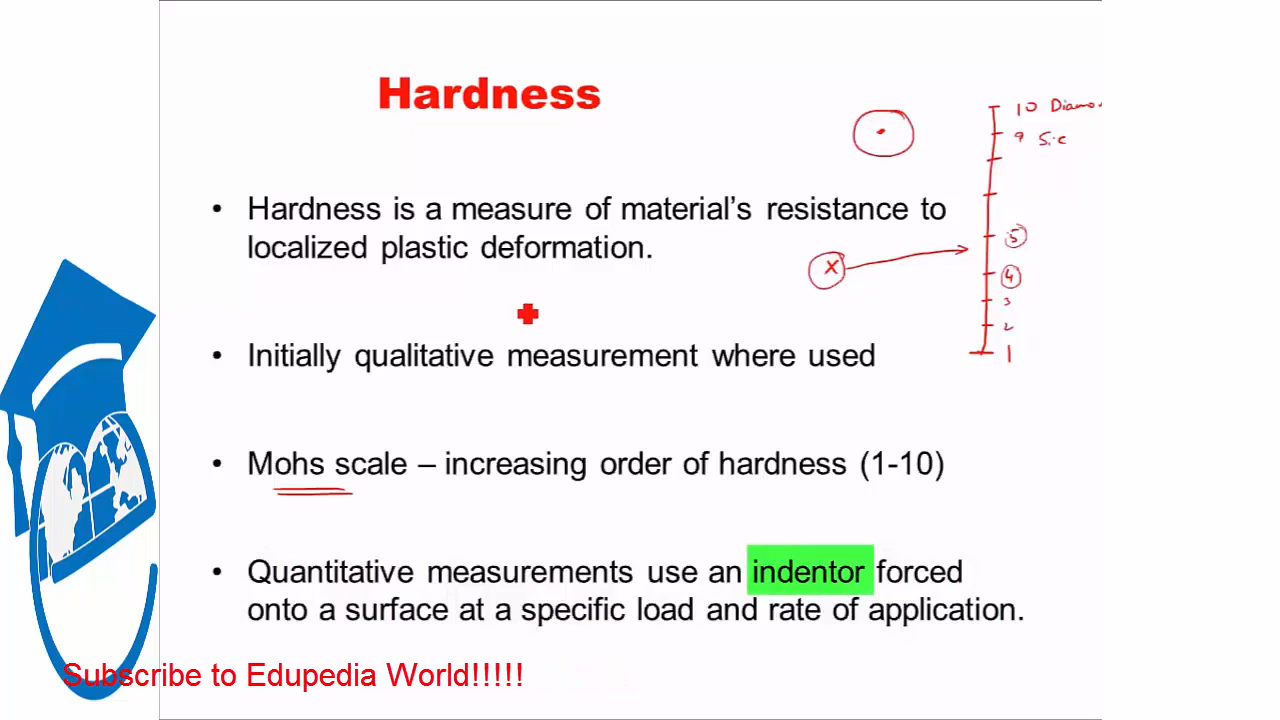 Hardness
10 Diamo
9 Sic
• Hardness is a measure of material's resistance to
localized plastic deformation.
5
X
4
3
2
1
• Initially qualitative measurement where used
• Mohs scale – increasing order of hardness (1-10)
• Quantitative measurements use an indentor forced
onto a surface at a specific load and rate of application.
Subscribe to Edupedia World!!!!!